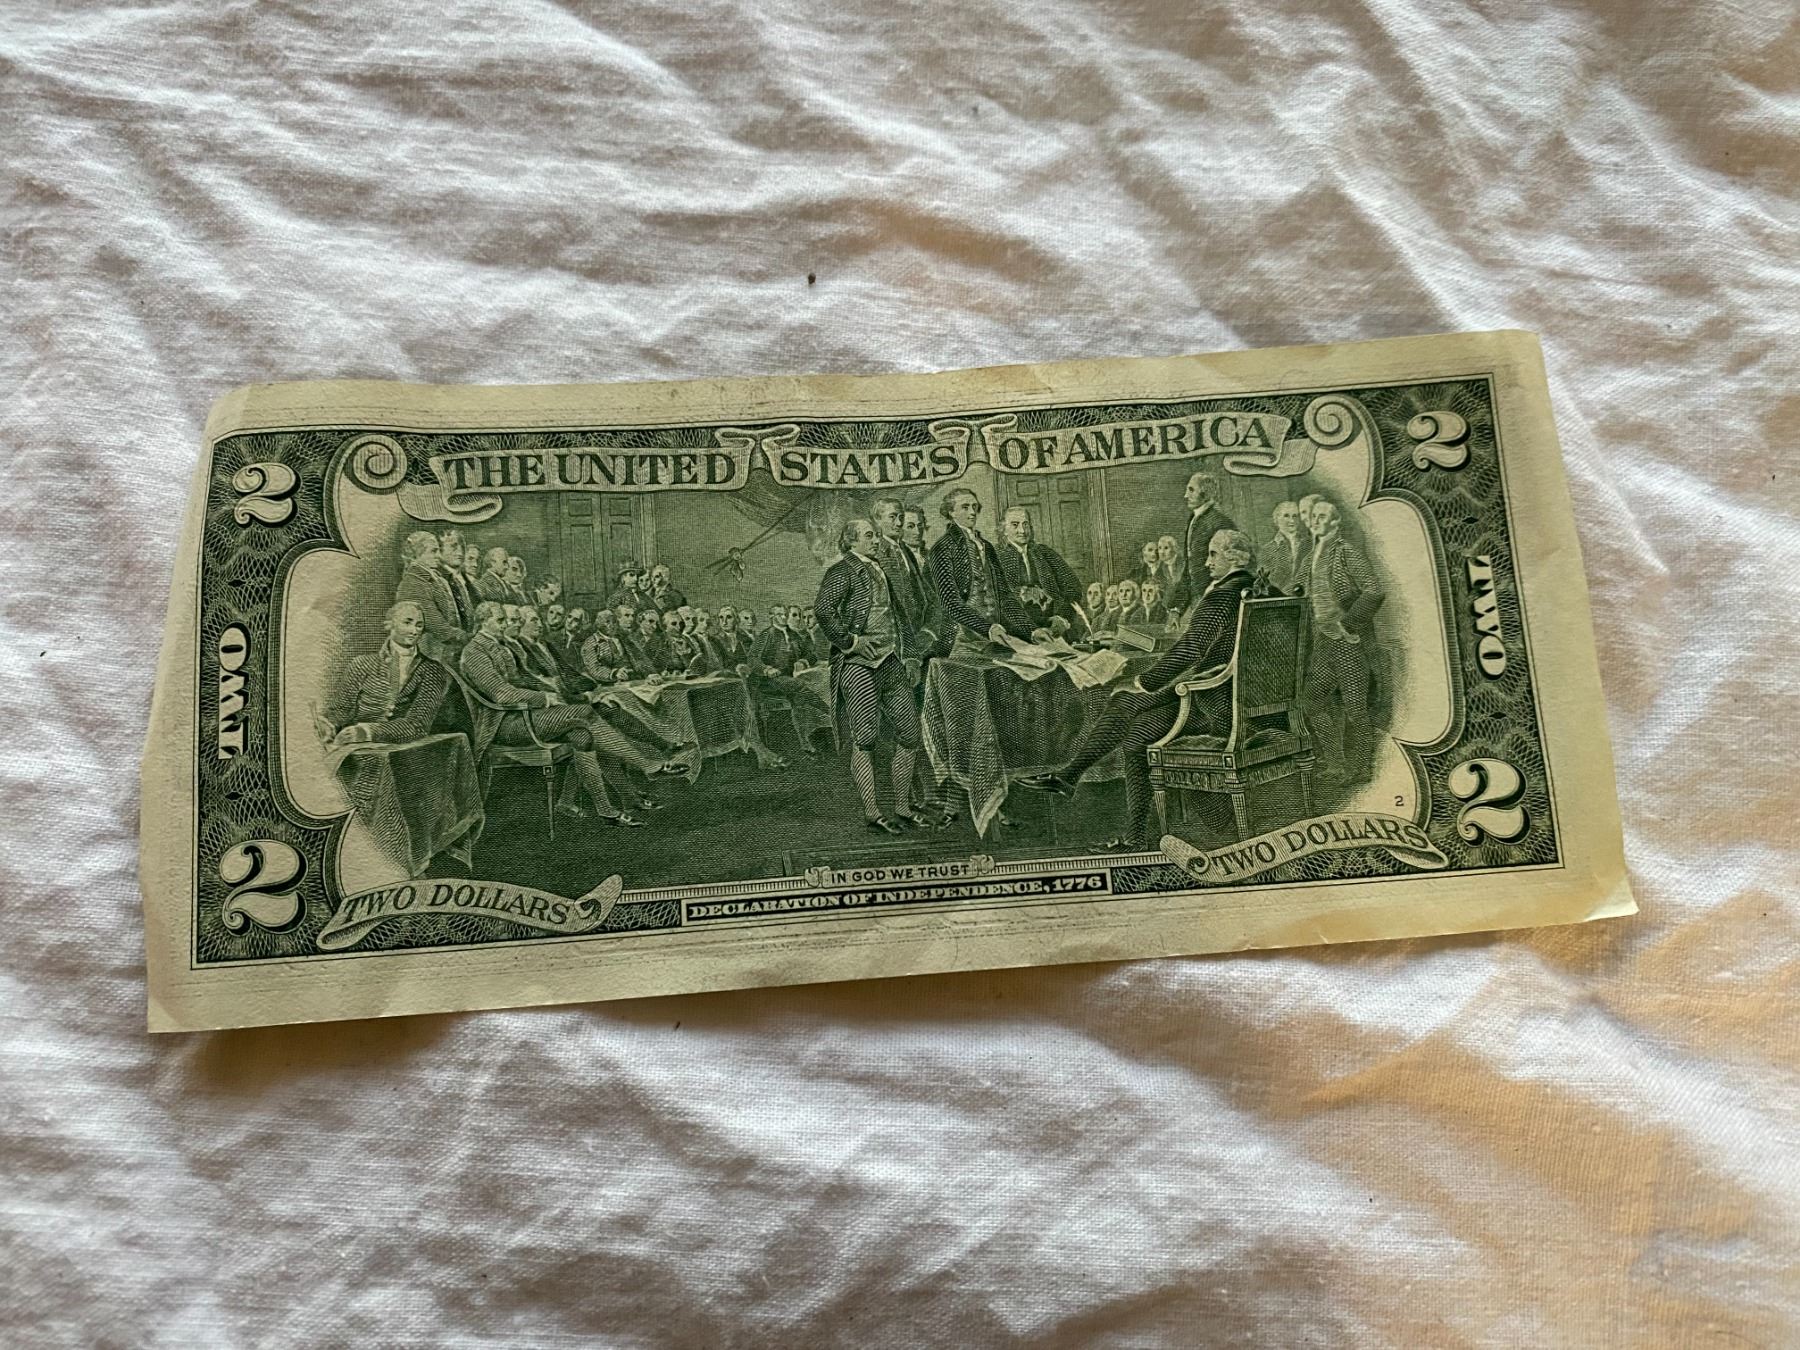 2
THE UNITED STATES OF AMERICA
2
TWO
TWO
2
TWO DOLLARS
IN GOD WE TRUST
DECLARATION OF INDEPENDENCE, 1776
2
TWO DOLLARS
2